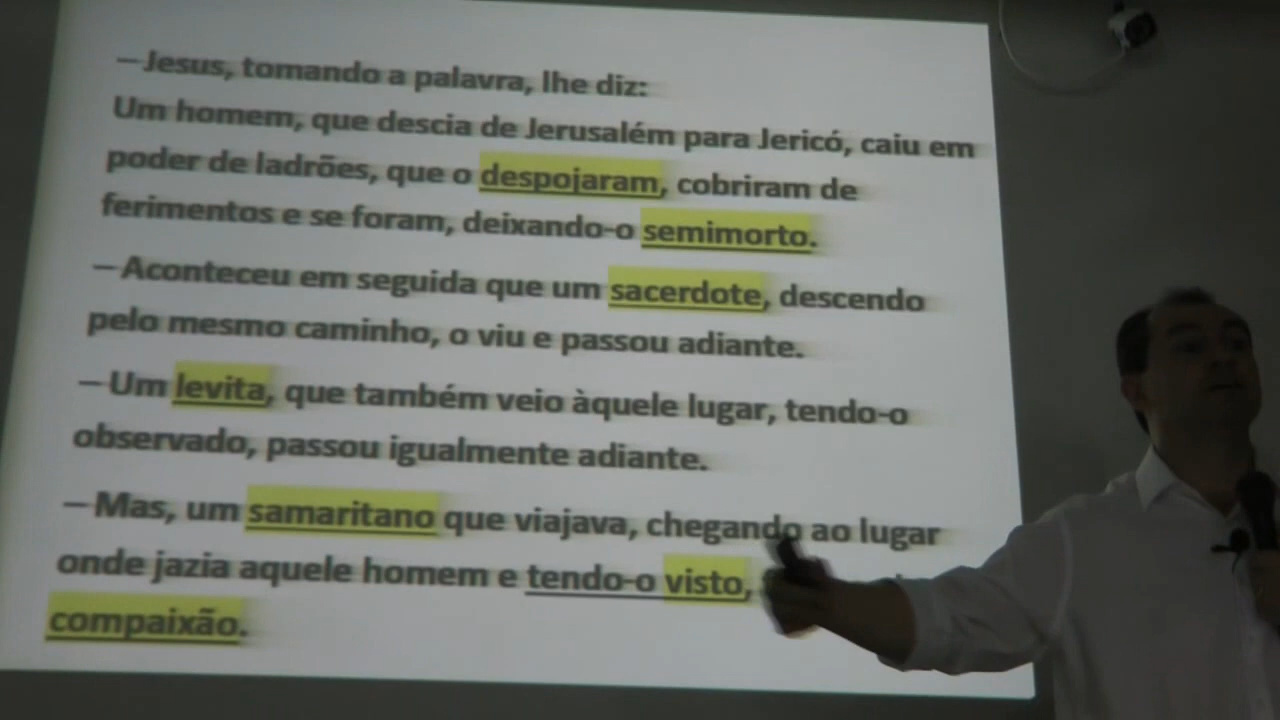 – Jesus, tomando a palavra, lhe diz:
Um homem, que descia de Jerusalém para Jericó, caiu em
poder de ladrões, que o despojaram, cobriram de
ferimentos e se foram, deixando-o semimorto.
– Aconteceu em seguida que um sacerdote, descendo
pelo mesmo caminho, o viu e passou adiante.
– Um levita, que também veio àquele lugar, tendo-o
observado, passou igualmente adiante.
– Mas, um samaritano que viajava, chegando ao lugar
onde jazia aquele homem e tendo-o visto,
compaixão.